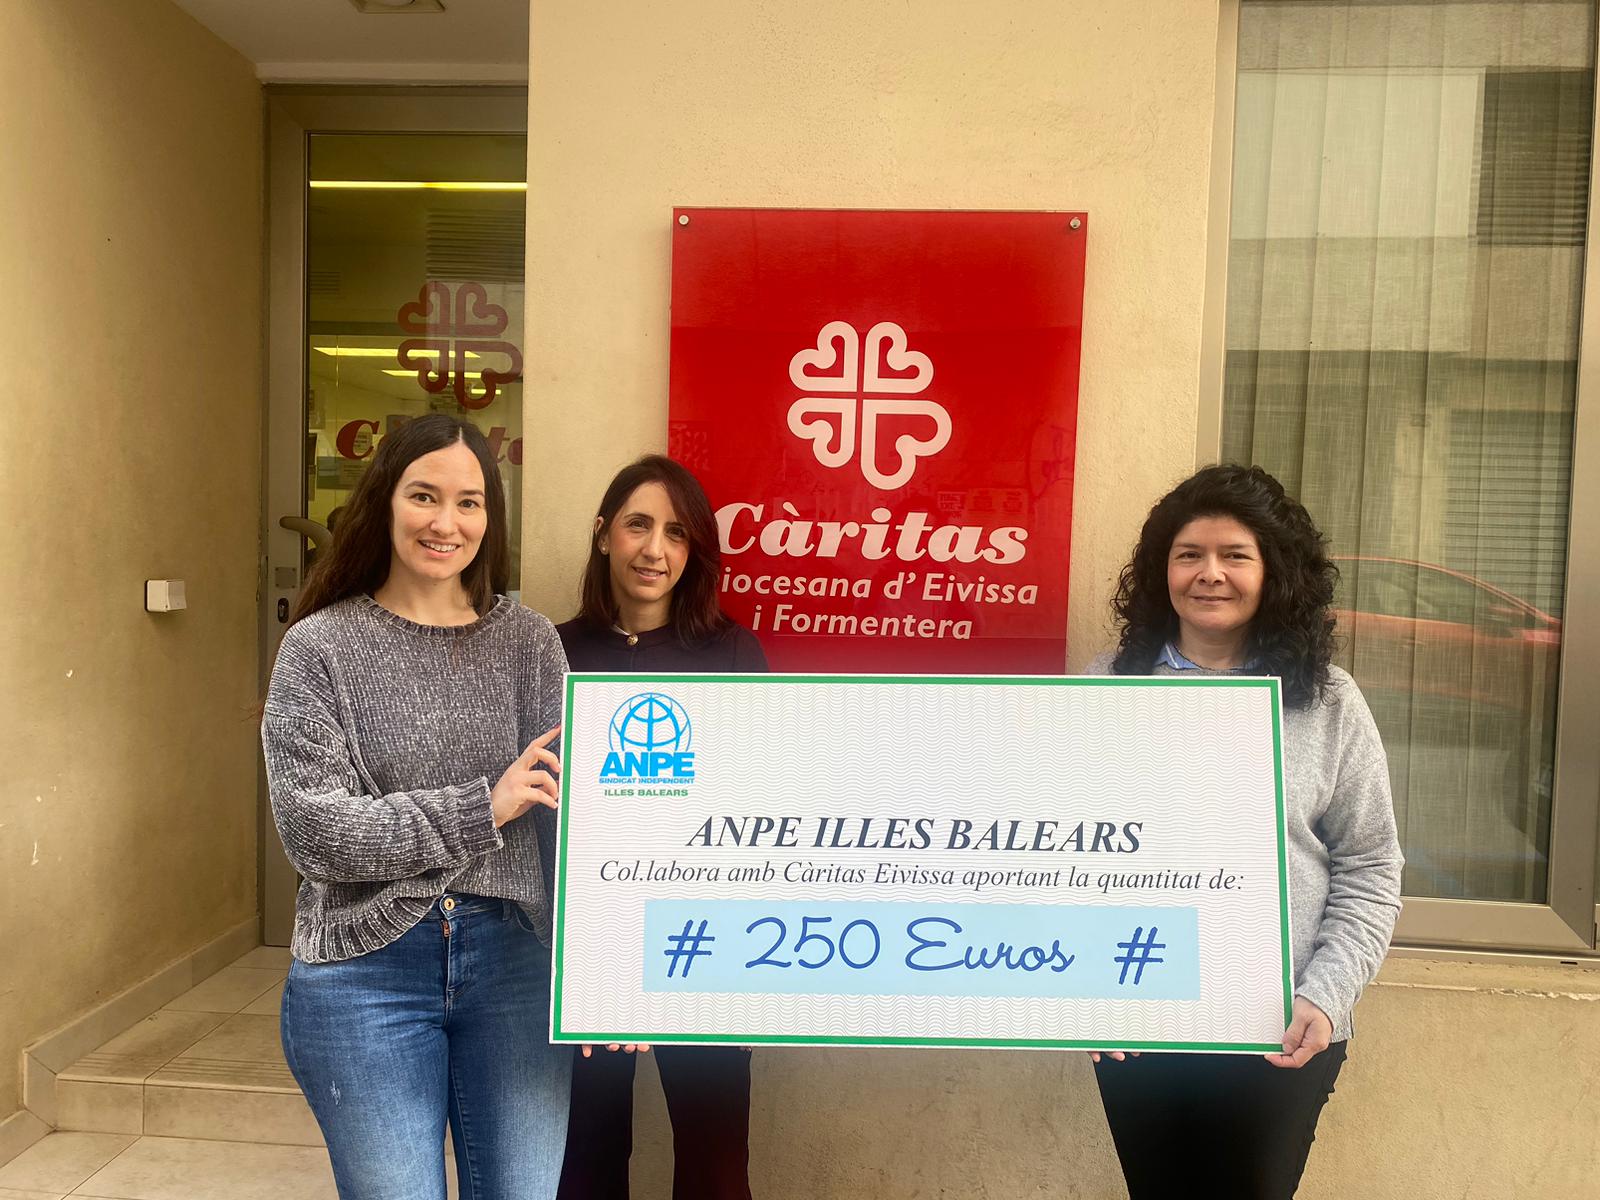 Càritas
Càritas
iocesana d' Eivissa
i Formentera
ANPE
SINDICAT INDEPENDENT
ILLES BALEARS
ANPE ILLES BALEARS
Col.labora amb Càritas Eivissa aportant la quantitat de:
# 250 Euros #